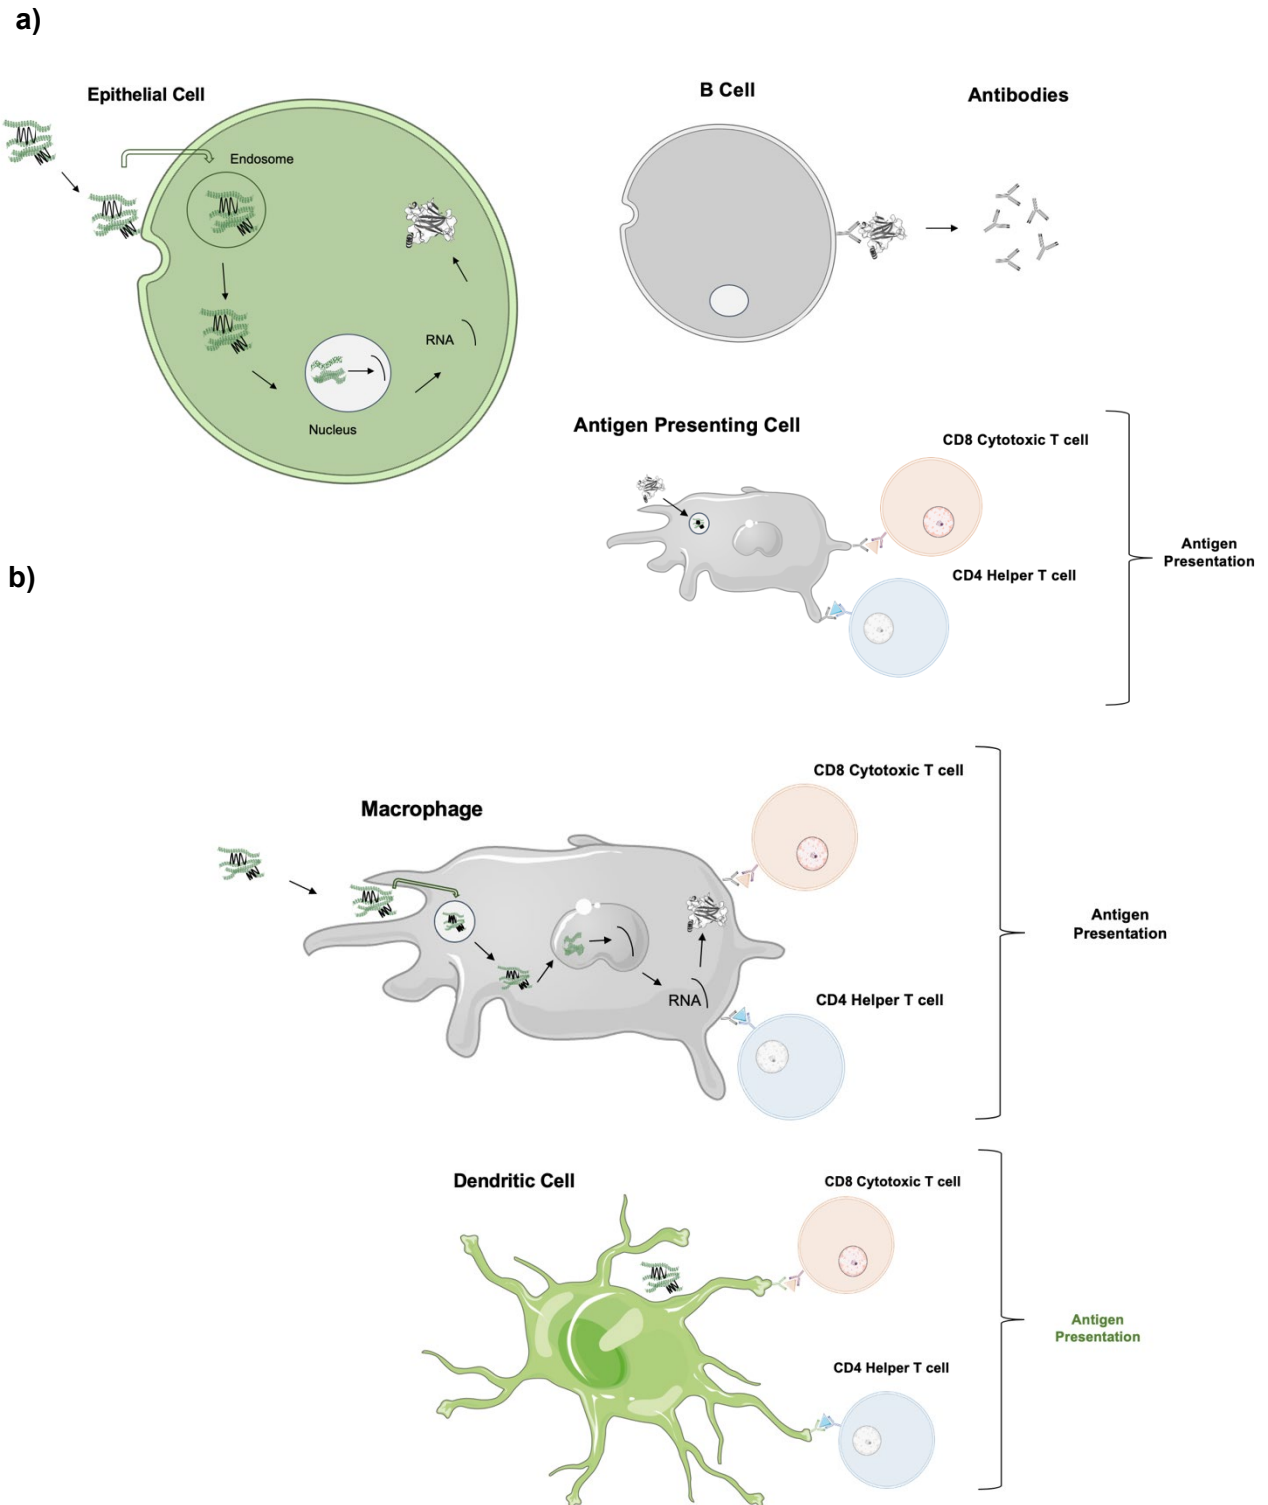 a)
Epithelial Cell
Endosome
RNA
Nucleus
B Cell
Antibodies
Antigen Presenting Cell
CD8 Cytotoxic T cell
CD4 Helper T cell
Antigen
Presentation
b)
Macrophage
RNA
CD8 Cytotoxic T cell
CD4 Helper T cell
Antigen
Presentation
Dendritic Cell
CD8 Cytotoxic T cell
CD4 Helper T cell
Antigen
Presentation